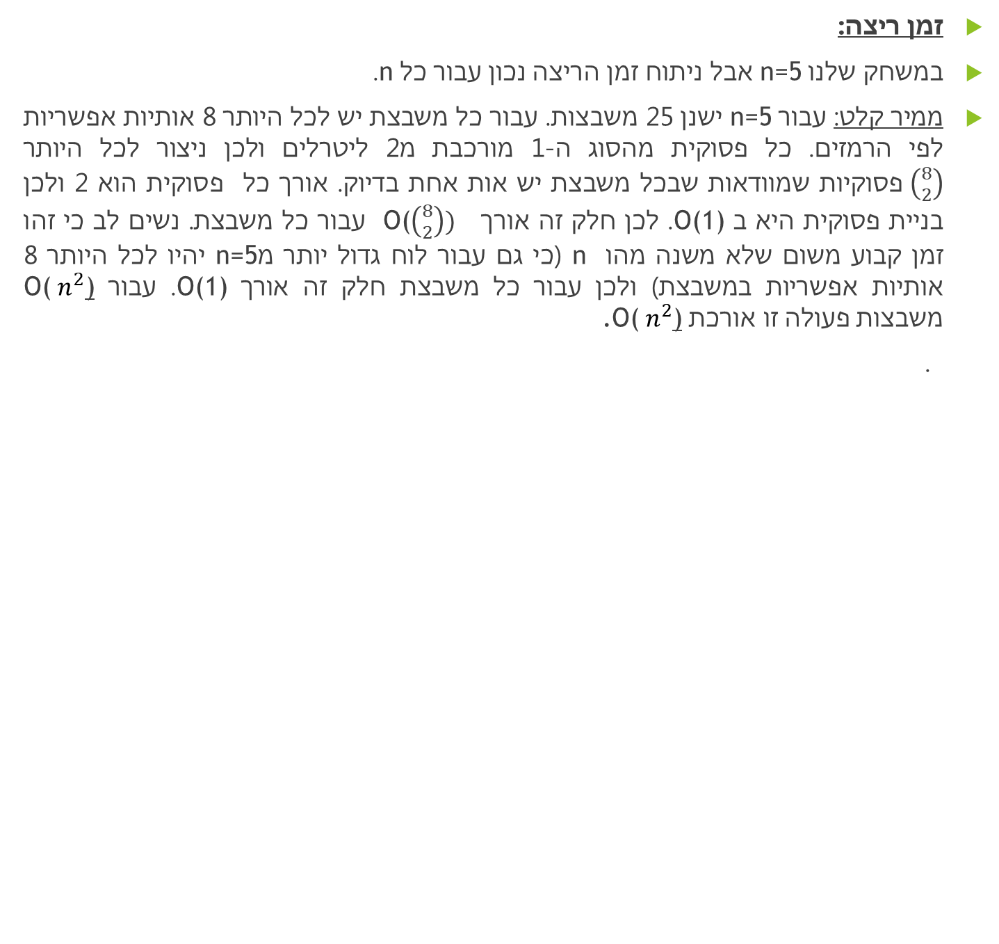 זמן ריצה:
במשחק שלנו n=5 אבל ניתוח זמן הריצה נכון עבור כל n.
ממיר קלט: עבור n=5 ישנן 25 משבצות. עבור כל משבצת יש לכל היותר 8 אותיות אפשריות
לפי הרמזים. כל פסוקית מהסוג ה-1 מורכבת מ2 ליטרלים ולכן ניצור לכל היותר
$\binom{8}{2}$ פסוקיות שמוודאות שבכל משבצת יש אות אחת בדיוק. אורך כל פסוקית הוא 2 ולכן
בניית פסוקית היא ב O(1). לכן חלק זה אורך O($\binom{8}{2}$) עבור כל משבצת. נשים לב כי זהו
זמן קבוע משום שלא משנה מהו n (כי גם עבור לוח גדול יותר מn=5 יהיו לכל היותר 8
אותיות אפשריות במשבצת) ולכן עבור כל משבצת חלק זה אורך O(1). עבור O( n²)
משבצות פעולה זו אורכת O( n²).
.